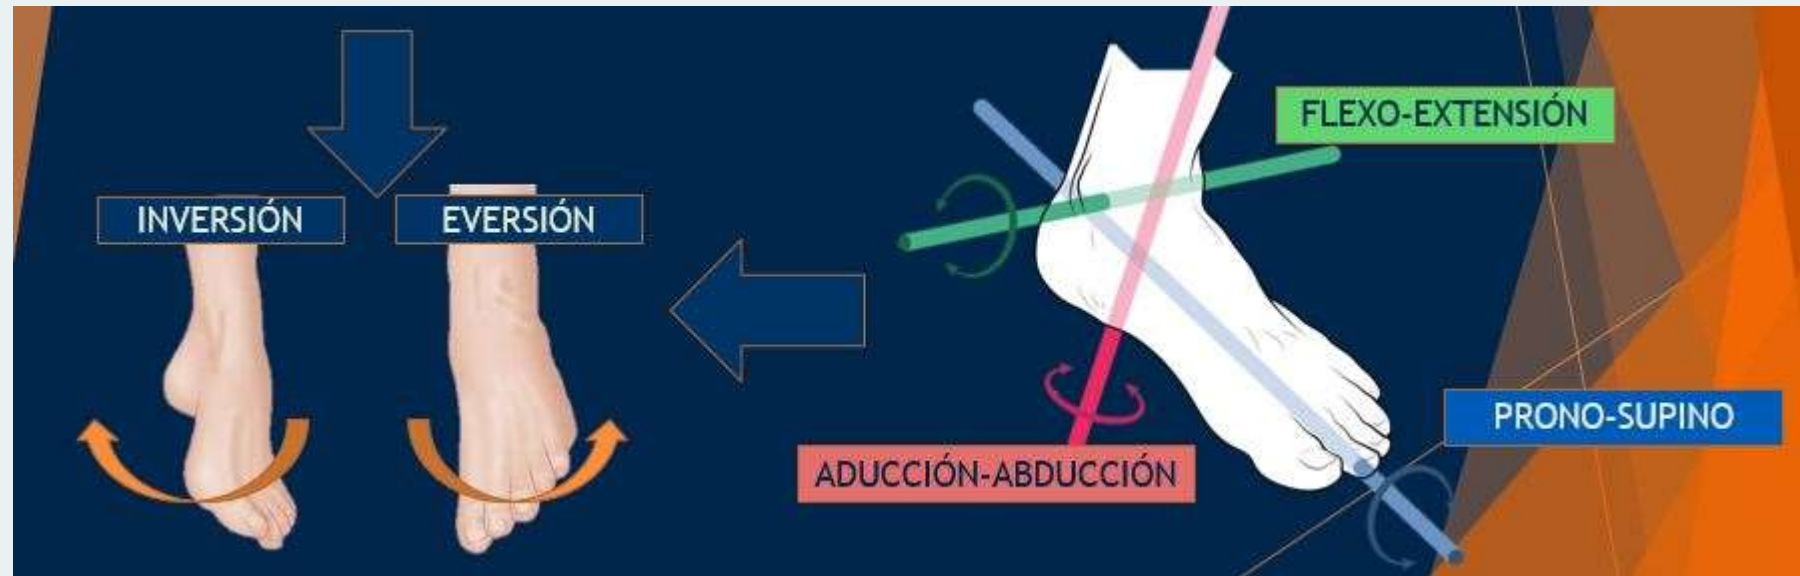 FLEXO-EXTENSIÓN
INVERSIÓN
EVERSIÓN
PRONO-SUPINO
ADUCCIÓN-ABDUCCIÓN